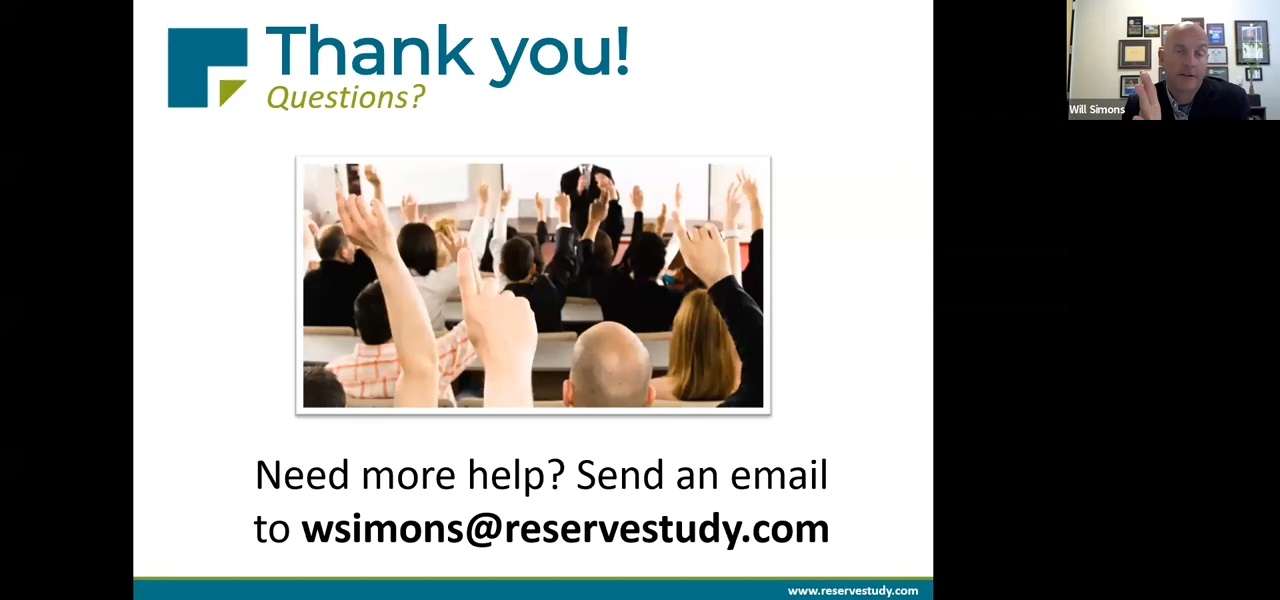 Thank you!
Questions?
Will Simons
Need more help? Send an email
to wsimons@reservestudy.com
www.reservestudy.com